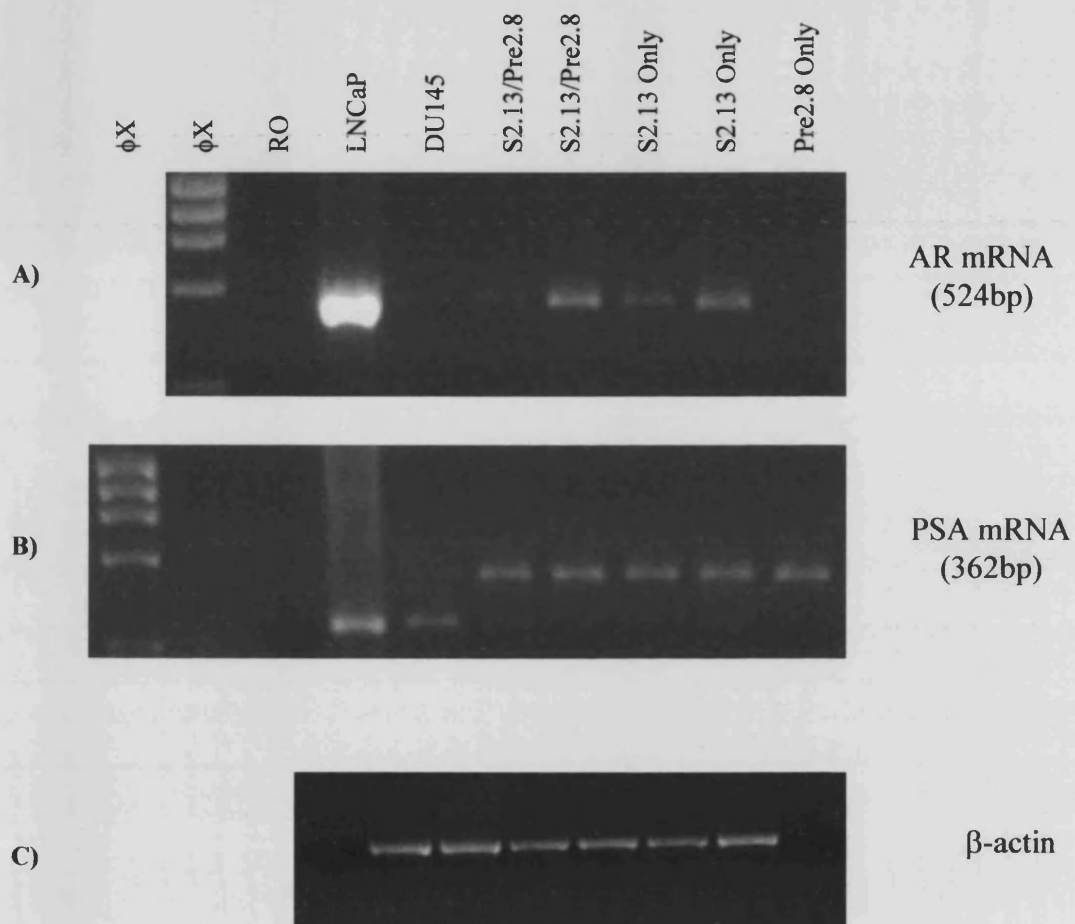 ϕX
ϕX
RO
LNCaP
DU145
S2.13/Pre2.8
S2.13/Pre2.8
S2.13 Only
S2.13 Only
Pre2.8 Only
A)
AR mRNA
(524bp)
B)
PSA mRNA
(362bp)
C)
β-actin